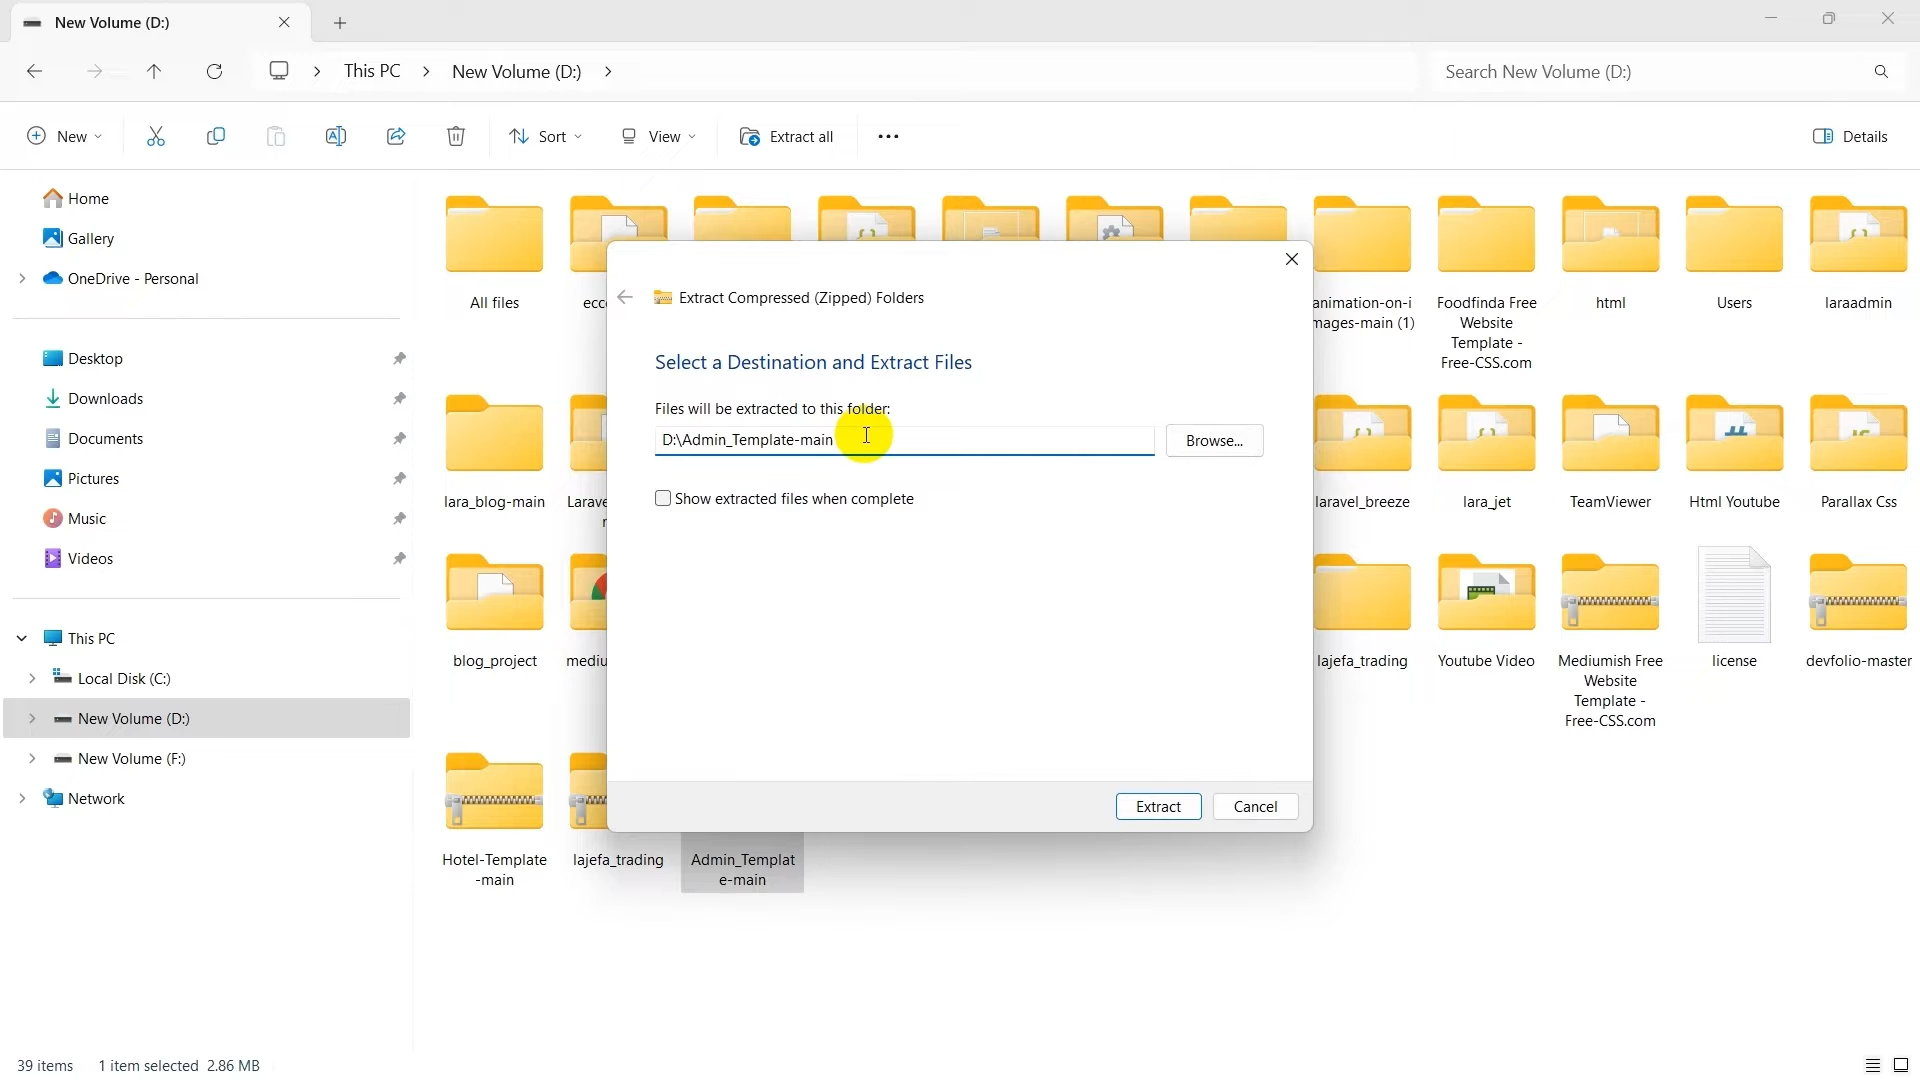 New Volume (D:)
This PC
New Volume (D:)
Search New Volume (D:)
New
Sort
View
Extract all
Details
Home
Gallery
OneDrive - Personal
Desktop
Downloads
Documents
Pictures
Music
Videos
This PC
Local Disk (C:)
New Volume (D:)
New Volume (F:)
Network
All files
ecc
animation-on-i
mages-main (1)
Foodfinda Free
Website
Template -
Free-CSS.com
html
Users
laraadmin
Extract Compressed (Zipped) Folders
Select a Destination and Extract Files
Files will be extracted to this folder:
D:\Admin_Template-main
Browse...
Show extracted files when complete
Extract
Cancel
lara_blog-main
Larave
laravel_breeze
lara_jet
TeamViewer
Html Youtube
Parallax Css
blog_project
mediu
lajefa_trading
Youtube Video
Mediumish Free
Website
Template -
Free-CSS.com
license
devfolio-master
Hotel-Template
-main
lajefa_trading
Admin_Templat
e-main
39 items
1 item selected 2.86 MB